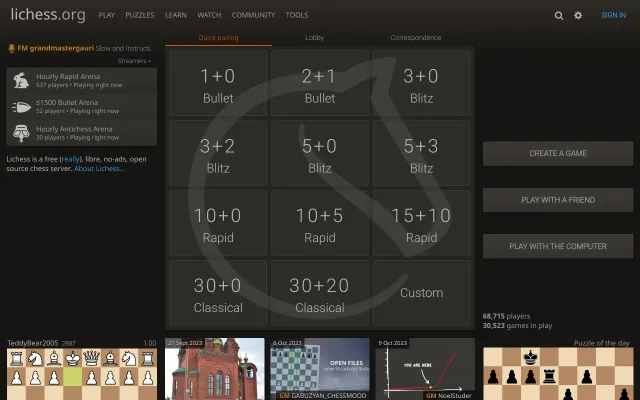 lichess.org PLAY PUZZLES LEARN WATCH COMMUNITY TOOLS SIGN IN
FM grandmastergauri Slow and Instructi...
Streamers »
Hourly Rapid Arena
537 players • Playing right now
≤1500 Bullet Arena
52 players • Playing right now
Hourly Antichess Arena
30 players • Playing right now
Lichess is a free (really), libre, no-ads, open
source chess server. About Lichess...
Quick pairing Lobby Correspondence
1+0 2+1 3+0
Bullet Bullet Blitz
3+2 5+0 5+3
Blitz Blitz Blitz
10+0 10+5 15+10
Rapid Rapid Rapid
30+0 30+20 Custom
Classical Classical
CREATE A GAME
PLAY WITH A FRIEND
PLAY WITH THE COMPUTER
68,715 players
30,523 games in play
TeddyBear2005 2887 1:00
21 Sept 2023
6 Oct 2023
OPEN FILES
HOW TO EXPLOIT
GM GABUZYAN_CHESSMOOD
9 Oct 2023
YOU ARE HERE
GM NoelStuder
Puzzle of the day